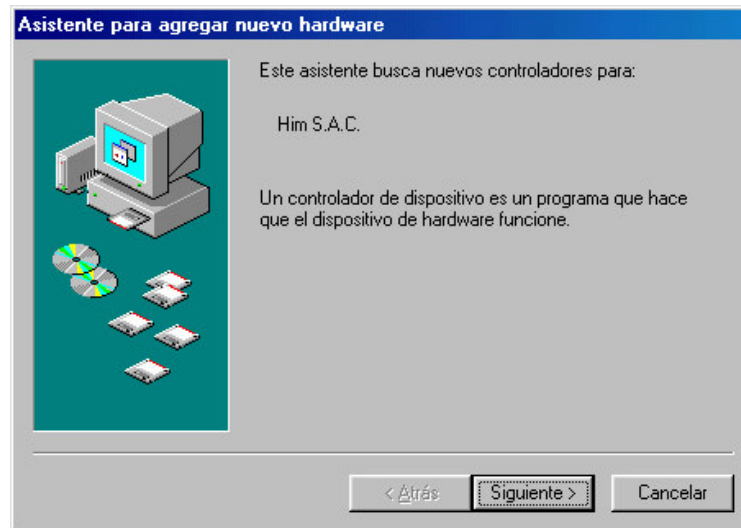 Asistente para agregar nuevo hardware
Este asistente busca nuevos controladores para:
Him S.A.C.
Un controlador de dispositivo es un programa que hace
que el dispositivo de hardware funcione.
< Atrás
Siguiente >
Cancelar